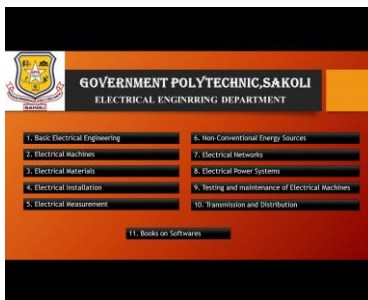 GOVERNMENT POLYTECHNIC,SAKOLI
ELECTRICAL ENGINRRING DEPARTMENT
SAKOLI
1. Basic Electrical Engineering
2. Electrical Machines
3. Electrical Materials
4. Electrical Installation
5. Electrical Measurement
6. Non-Conventional Energy Sources
7. Electrical Networks
8. Electrical Power Systems
9. Testing and maintenance of Electrical Machines
10. Transmission and Distribution
11. Books on Softwares